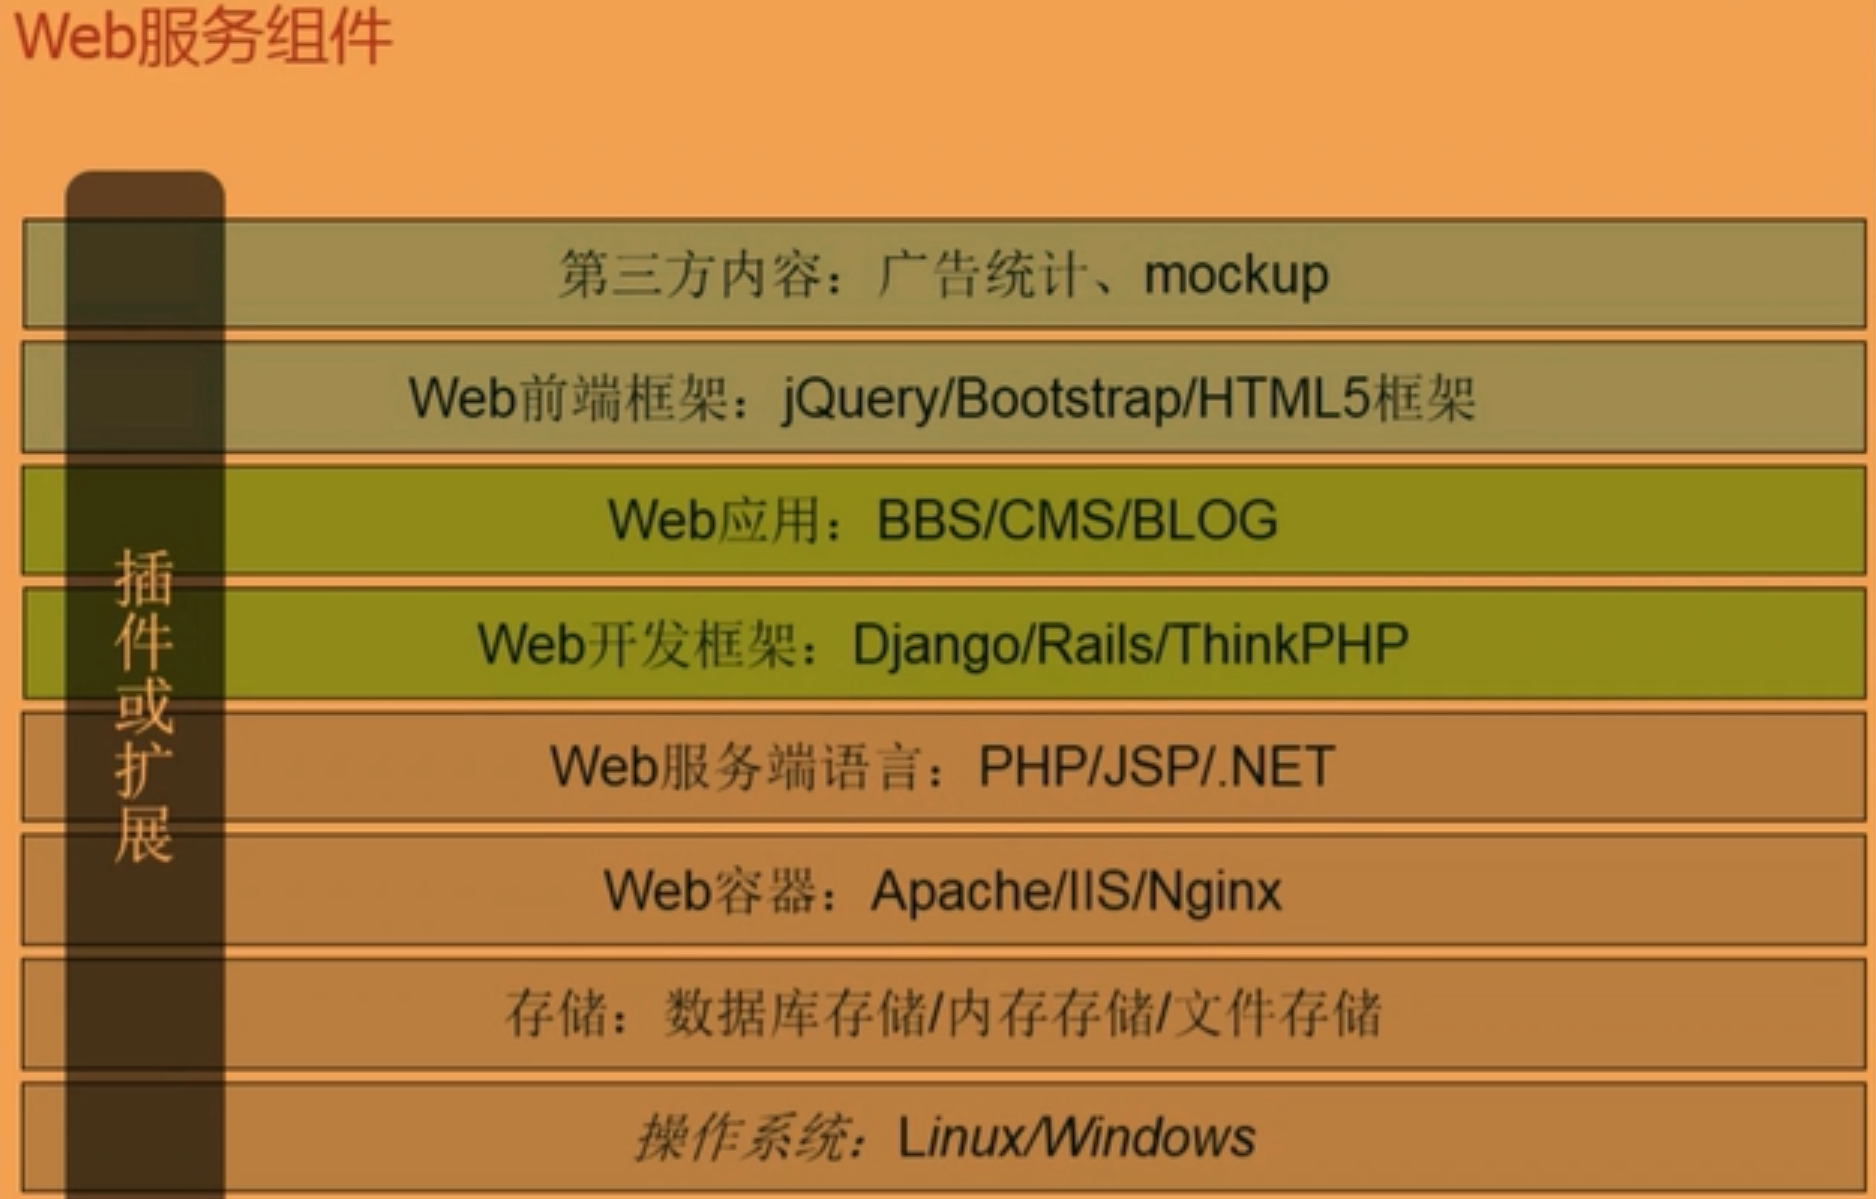 Web服务组件
第三方内容：广告统计、mockup
Web前端框架：jQuery/Bootstrap/HTML5框架
Web应用：BBS/CMS/BLOG
Web开发框架：Django/Rails/ThinkPHP
Web服务端语言：PHP/JSP/.NET
Web容器：Apache/IIS/Nginx
存储：数据库存储/内存存储/文件存储
操作系统：Linux/Windows
插件或扩展